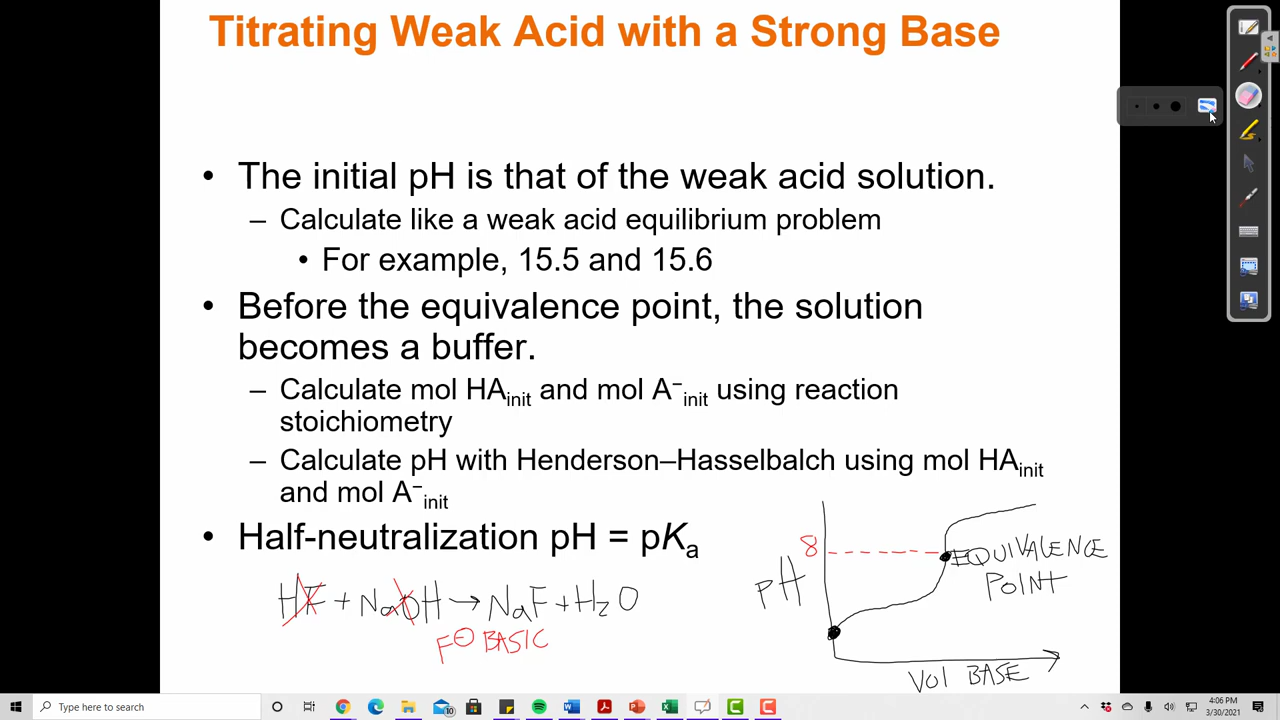 Titrating Weak Acid with a Strong Base
• The initial pH is that of the weak acid solution.
– Calculate like a weak acid equilibrium problem
• For example, 15.5 and 15.6
• Before the equivalence point, the solution
becomes a buffer.
– Calculate mol HAinit and mol A⁻init using reaction
stoichiometry
– Calculate pH with Henderson–Hasselbalch using mol HAinit
and mol A⁻init
• Half-neutralization pH = pKa
HF + NaOH → NaF + H2O
F⊖ BASIC
8
pH
EQUIVALENCE
POINT
Vol BASE
Type here to search
10
4:06 PM
3/30/2021